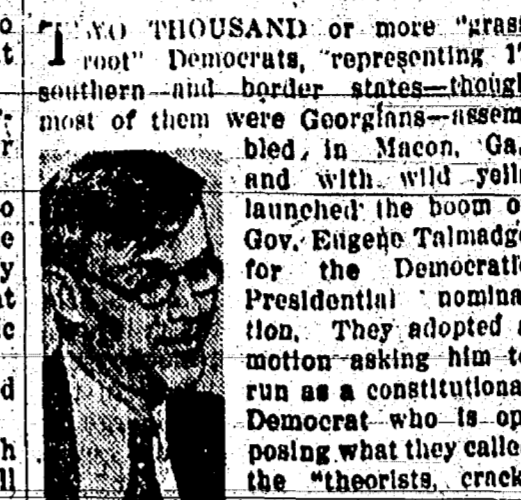 TWO THOUSAND or more "grass
root" Democrats, "representing 17
southern and border states—though
most of them were Georgians—assem
bled, in Macon, Ga.,
and with wild yells
launched the boom o
Gov. Eugene Talmadge
for the Democratic
Presidential nomina
tion. They adopted a
motion asking him to
run as a constitutional
Democrat who is op
posing what they called
the "theorists, crack